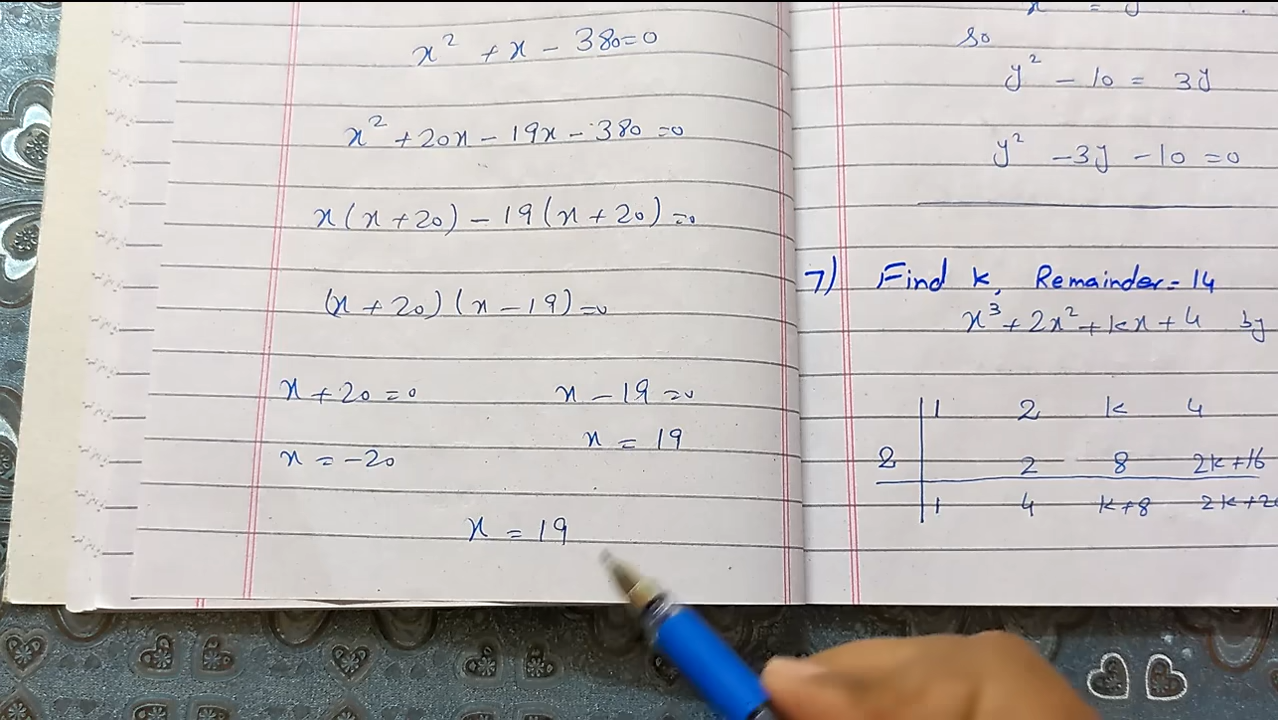 x² + x - 380 = 0
x² + 20x - 19x - 380 = 0
x(x + 20) - 19(x + 20) = 0
(x + 20)(x - 19) = 0
x + 20 = 0 x - 19 = 0
x = -20 x = 19
x = 19
so
y² - 10 = 3y
y² - 3y - 10 = 0
7) Find k, Remainder = 14
x³ + 2x² + kx + 4 by
1 2 k 4
2 2 8 2k+16
1 4 k+8